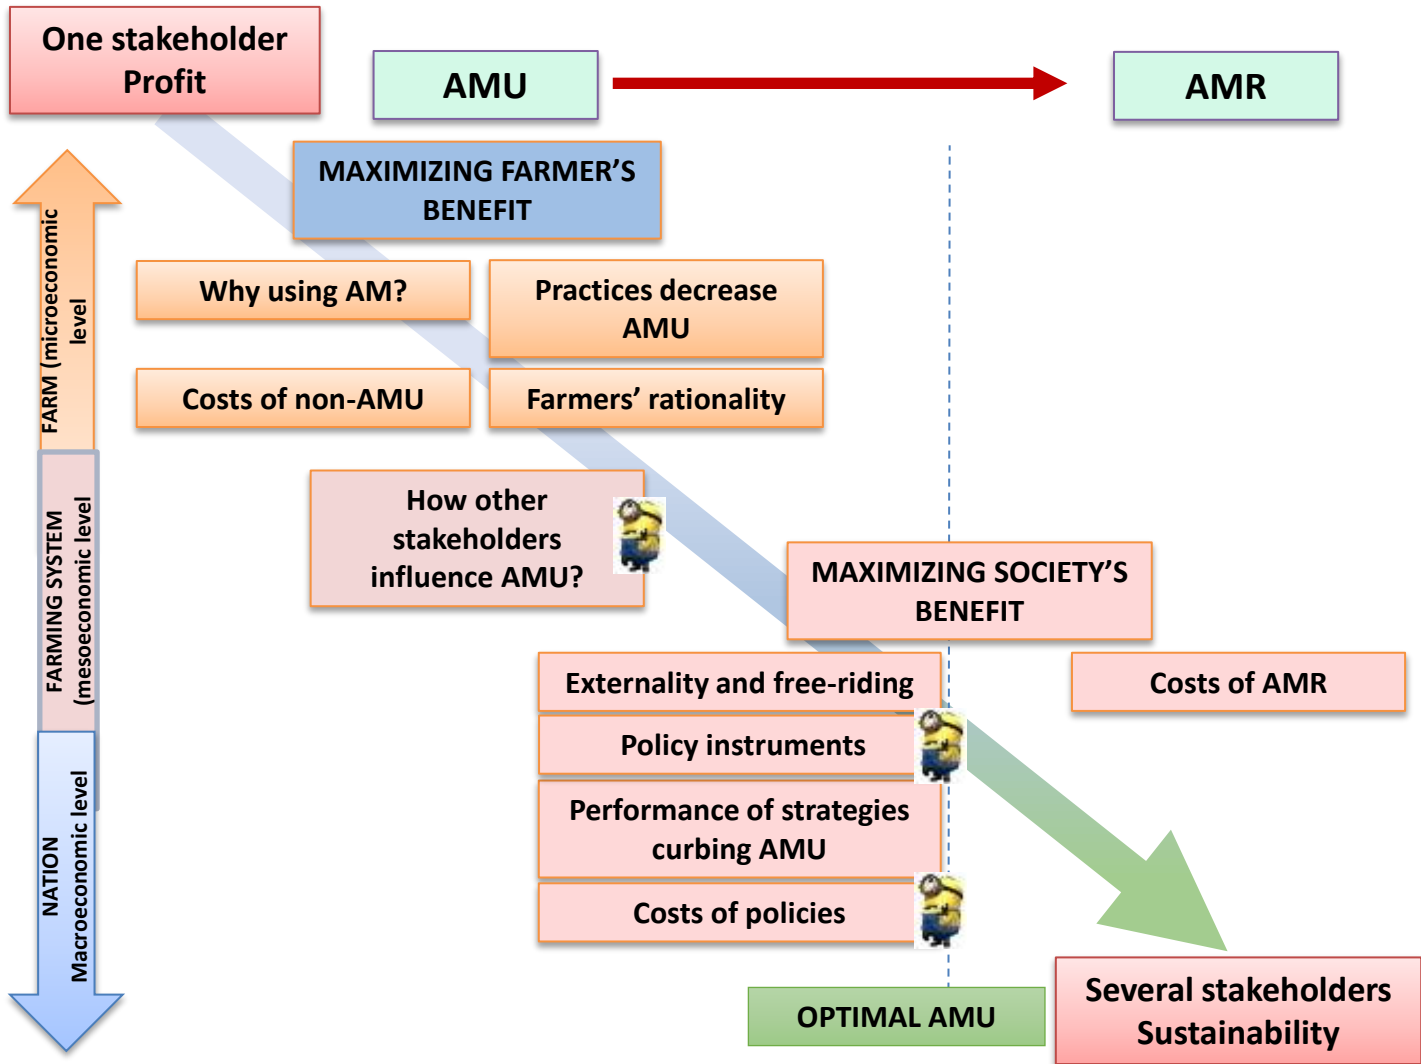 One stakeholder
Profit
AMU
AMR
MAXIMIZING FARMER'S
BENEFIT
FARM (microeconomic
level
Why using AM?
Practices decrease
AMU
Costs of non-AMU
Farmers' rationality
FARMING SYSTEM
(mesoeconomic level)
How other
stakeholders
influence AMU?
MAXIMIZING SOCIETY'S
BENEFIT
Externality and free-riding
Costs of AMR
Policy instruments
NATION
Macroeconomic level)
Performance of strategies
curbing AMU
Costs of policies
OPTIMAL AMU
Several stakeholders
Sustainability